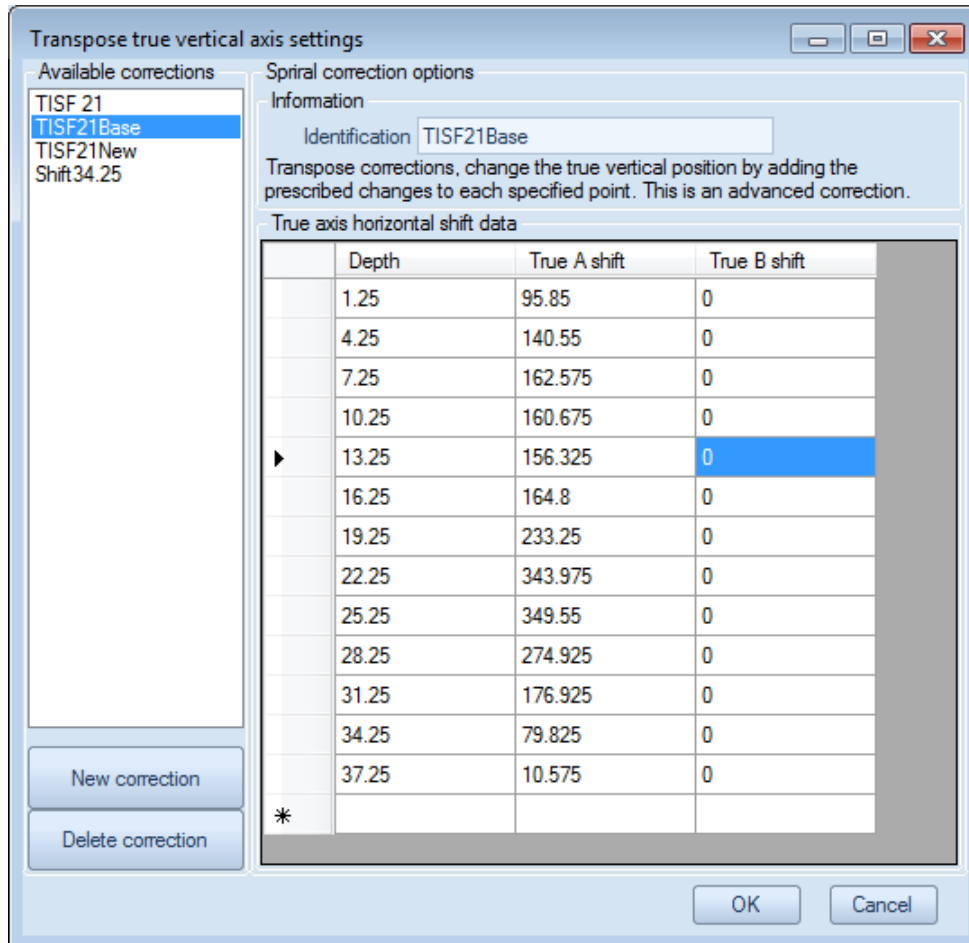 Transpose true vertical axis settings
Available corrections
TISF 21
TISF21Base
TISF21New
Shift34.25
New correction
Delete correction
Spriral correction options
Information
Identification TISF21Base
Transpose corrections, change the true vertical position by adding the
prescribed changes to each specified point. This is an advanced correction.
True axis horizontal shift data
Depth True A shift True B shift
1.25 95.85 0
4.25 140.55 0
7.25 162.575 0
10.25 160.675 0
13.25 156.325 0
16.25 164.8 0
19.25 233.25 0
22.25 343.975 0
25.25 349.55 0
28.25 274.925 0
31.25 176.925 0
34.25 79.825 0
37.25 10.575 0
OK Cancel